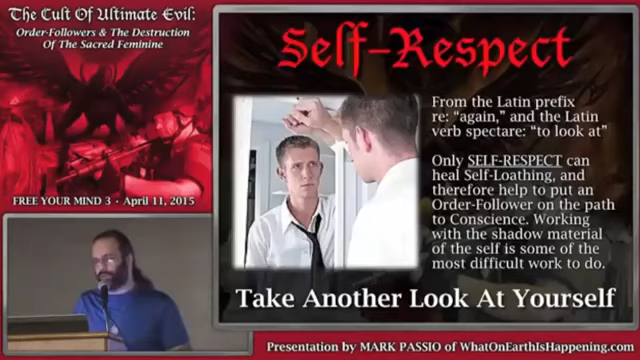 The Cult Of Ultimate Evil:
Order-Followers & The Destruction
Of The Sacred Feminine
FREE YOUR MIND 3 · April 11, 2015
Self-Respect
From the Latin prefix
re: “again,” and the Latin
verb spectare: “to look at”
Only SELF-RESPECT can
heal Self-Loathing, and
therefore help to put an
Order-Follower on the path
to Conscience. Working
with the shadow material
of the self is some of the
most difficult work to do.
Take Another Look At Yourself
Presentation by MARK PASSIO of WhatOnEarthIsHappening.com